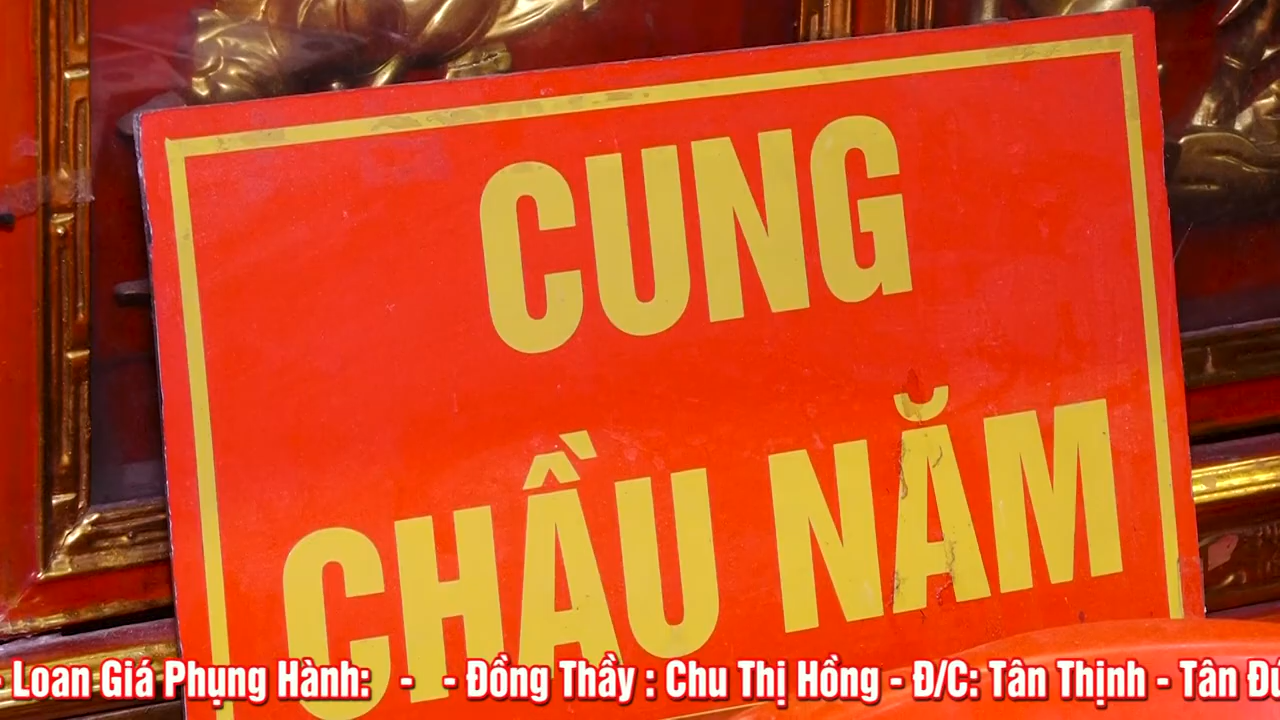 CUNG
CHẦU NĂM
- Loan Giá Phụng Hành: - - Đồng Thầy : Chu Thị Hồng - Đ/C: Tân Thịnh - Tân